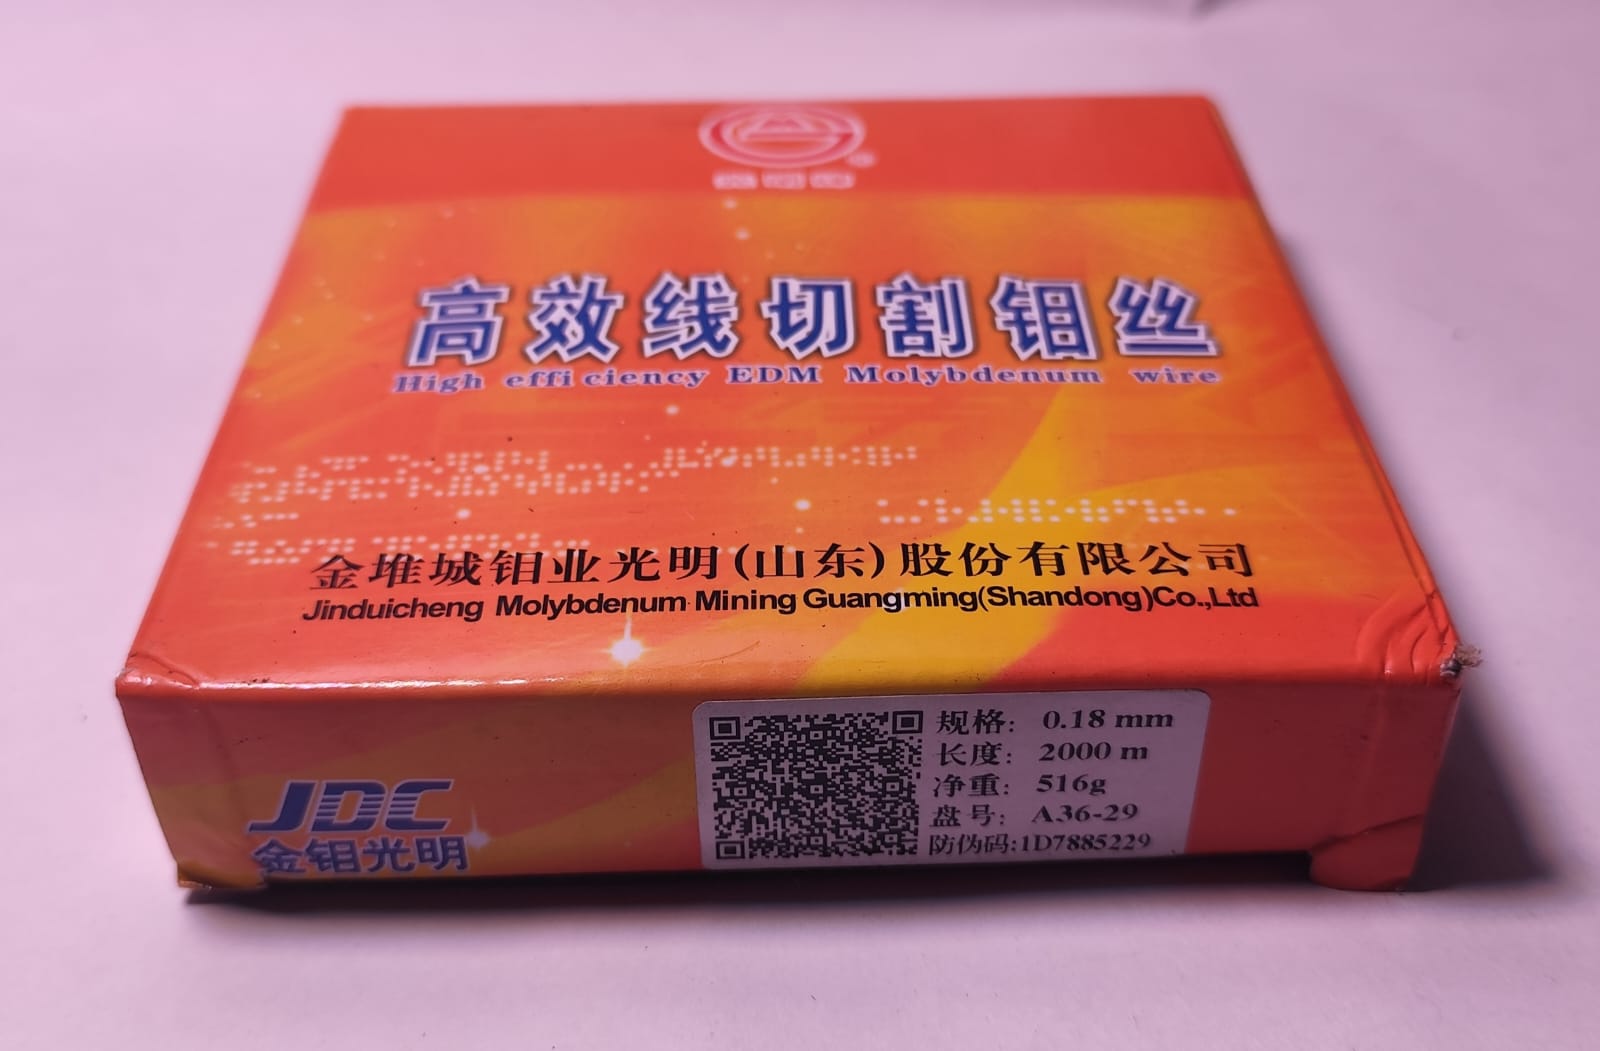 高效线切割钼丝
High effi ciency EDM Molybdenum wire
金堆城钼业光明(山东)股份有限公司
Jinduicheng Molybdenum Mining Guangming(Shandong)Co.,Ltd
JDC
金钼光明
规格: 0.18 mm
长度: 2000 m
净重: 516g
盘号: A36-29
防伪码:1D7885229